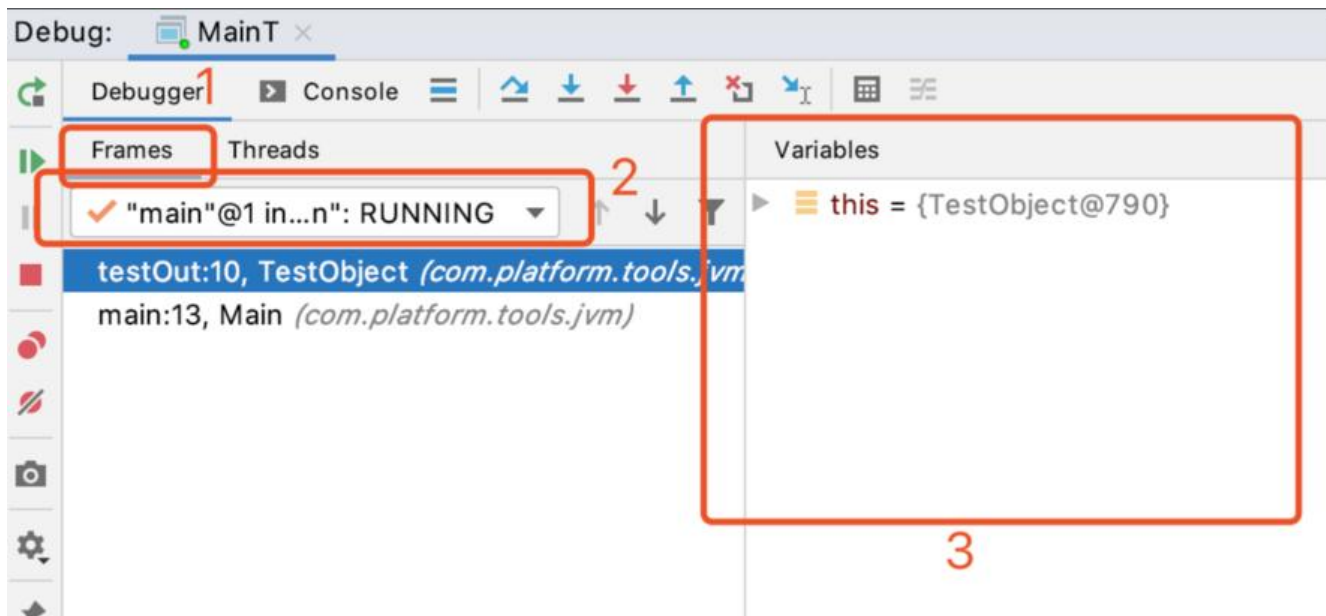 Debug: MainT
1
Debugger Console
Frames Threads
Variables
2
"main"@1 in...n": RUNNING
this = {TestObject@790}
testOut:10, TestObject (com.platform.tools.jvm
main:13, Main (com.platform.tools.jvm)
3